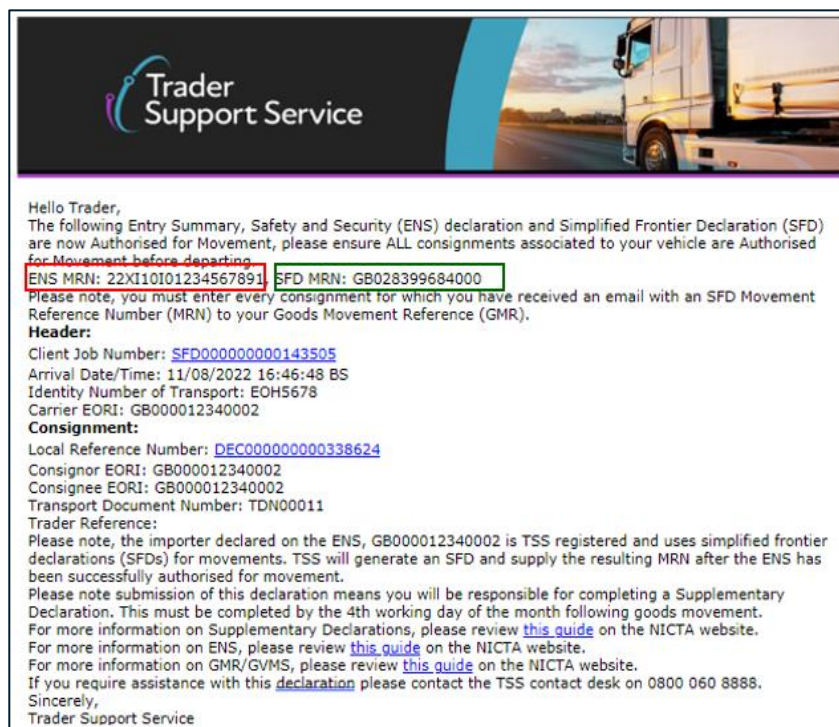 Trader
Support Service
Hello Trader,
The following Entry Summary, Safety and Security (ENS) declaration and Simplified Frontier Declaration (SFD)
are now Authorised for Movement, please ensure ALL consignments associated to your vehicle are Authorised
for Movement before departing.
ENS MRN: 22XI10I01234567891, SFD MRN: GB028399684000
Please note, you must enter every consignment for which you have received an email with an SFD Movement
Reference Number (MRN) to your Goods Movement Reference (GMR).
Header:
Client Job Number: SFD000000000143505
Arrival Date/Time: 11/08/2022 16:46:48 BS
Identity Number of Transport: EOH5678
Carrier EORI: GB000012340002
Consignment:
Local Reference Number: DEC000000000338624
Consignor EORI: GB000012340002
Consignee EORI: GB000012340002
Transport Document Number: TDN00011
Trader Reference:
Please note, the importer declared on the ENS, GB000012340002 is TSS registered and uses simplified frontier
declarations (SFDs) for movements. TSS will generate an SFD and supply the resulting MRN after the ENS has
been successfully authorised for movement.
Please note submission of this declaration means you will be responsible for completing a Supplementary
Declaration. This must be completed by the 4th working day of the month following goods movement.
For more information on Supplementary Declarations, please review this guide on the NICTA website.
For more information on ENS, please review this guide on the NICTA website.
For more information on GMR/GVMS, please review this guide on the NICTA website.
If you require assistance with this declaration please contact the TSS contact desk on 0800 060 8888.
Sincerely,
Trader Support Service